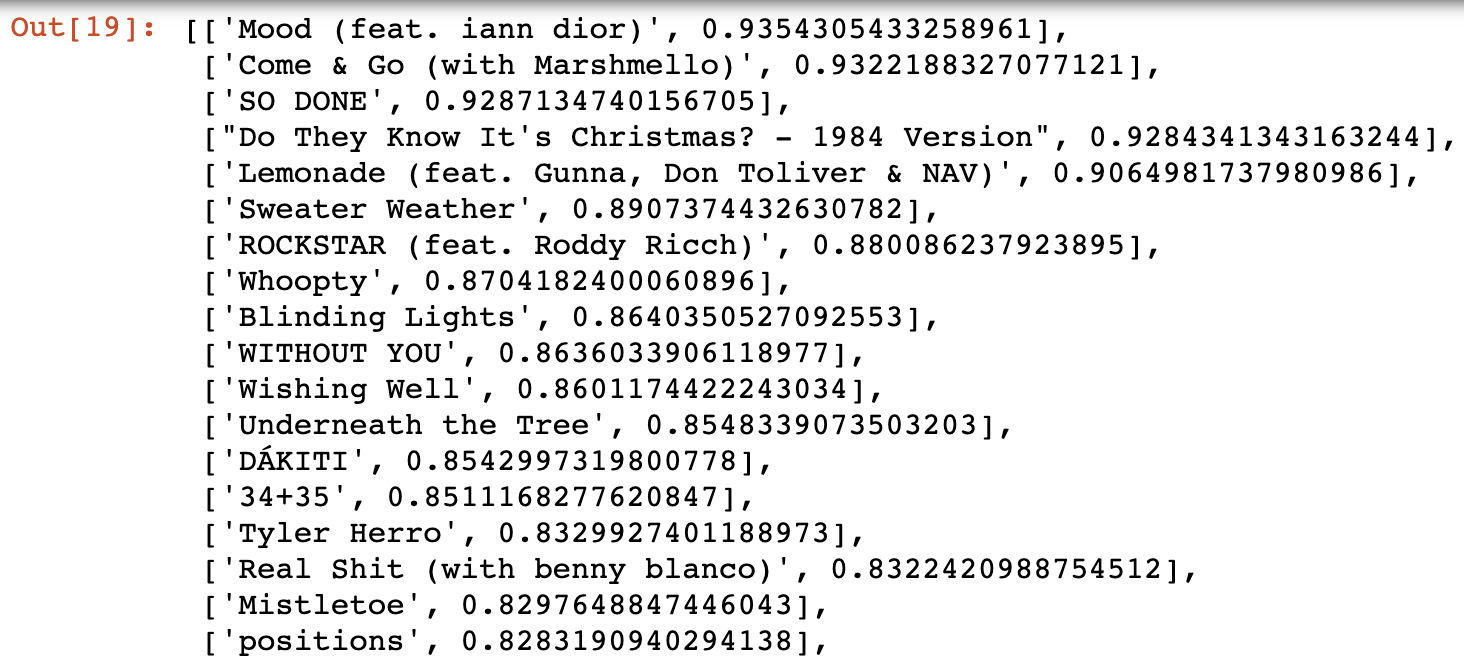 Out[19]: [['Mood (feat. iann dior)', 0.9354305433258961],
['Come & Go (with Marshmello)', 0.9322188327077121],
['SO DONE', 0.9287134740156705],
["Do They Know It's Christmas? - 1984 Version", 0.9284341343163244],
['Lemonade (feat. Gunna, Don Toliver & NAV)', 0.9064981737980986],
['Sweater Weather', 0.8907374432630782],
['ROCKSTAR (feat. Roddy Ricch)', 0.880086237923895],
['Whoopty', 0.8704182400060896],
['Blinding Lights', 0.8640350527092553],
['WITHOUT YOU', 0.8636033906118977],
['Wishing Well', 0.8601174422243034],
['Underneath the Tree', 0.8548339073503203],
['DÁKITI', 0.8542997319800778],
['34+35', 0.8511168277620847],
['Tyler Herro', 0.8329927401188973],
['Real Shit (with benny blanco)', 0.8322420988754512],
['Mistletoe', 0.8297648847446043],
['positions', 0.8283190940294138],